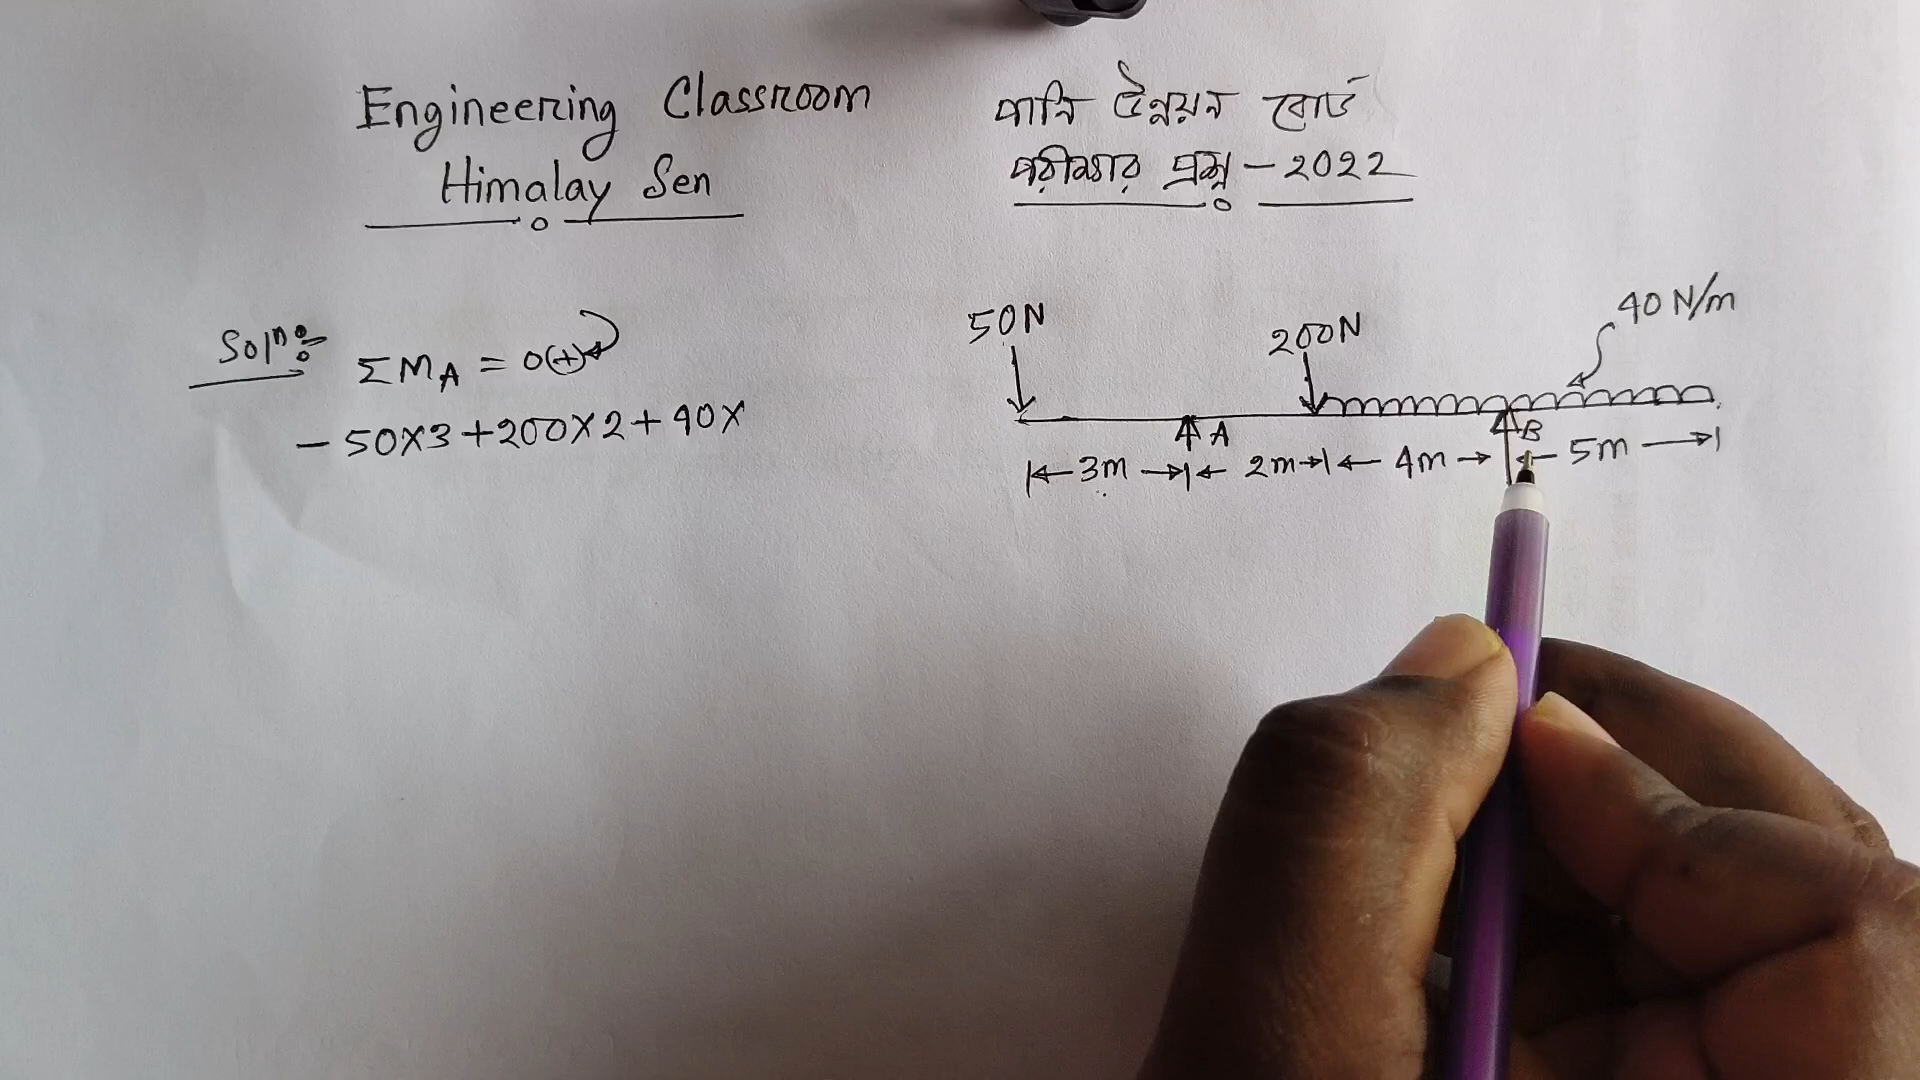 Engineering Classroom
Himalay Sen
পানি উন্নয়ন বোর্ড
পরীক্ষার প্রশ্ন - 2022
Solⁿ:
ΣM_A = 0(+)
- 50×3+200×2+40×
50N
200N
40 N/m
A
B
3m
2m
4m
5m